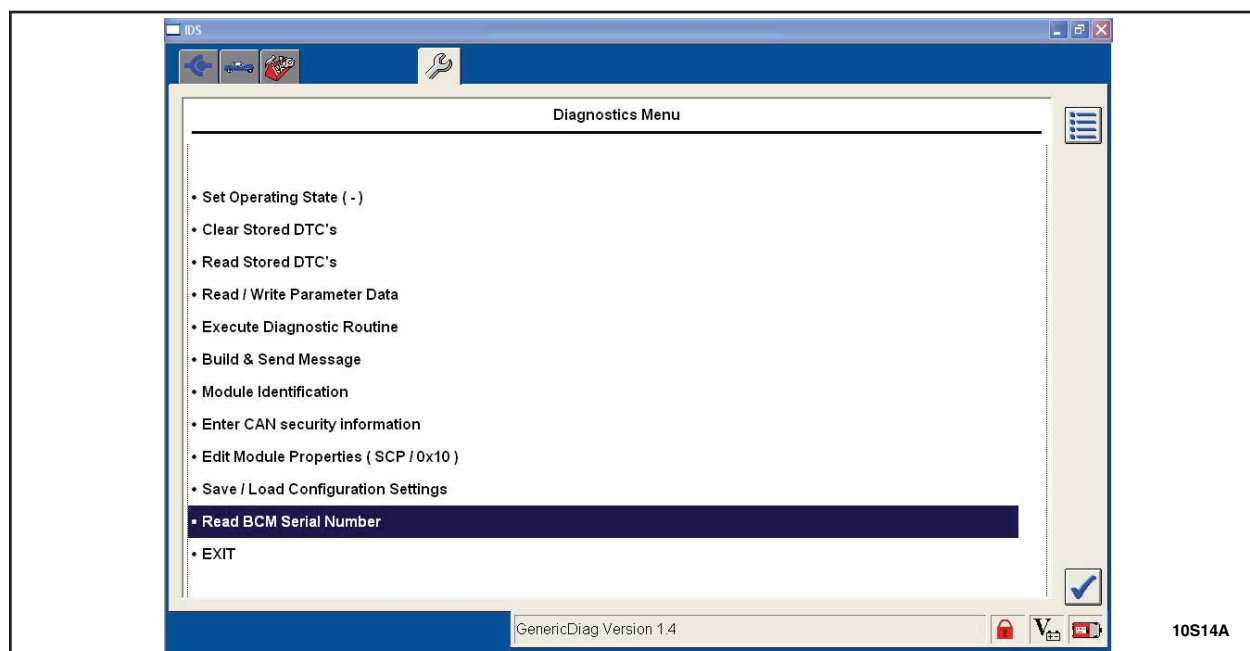 IDS
Diagnostics Menu
• Set Operating State ( - )
• Clear Stored DTC's
• Read Stored DTC's
• Read / Write Parameter Data
• Execute Diagnostic Routine
• Build & Send Message
• Module Identification
• Enter CAN security information
• Edit Module Properties ( SCP / 0x10 )
• Save / Load Configuration Settings
• Read BCM Serial Number
• EXIT
GenericDiag Version 1.4
V
10S14A